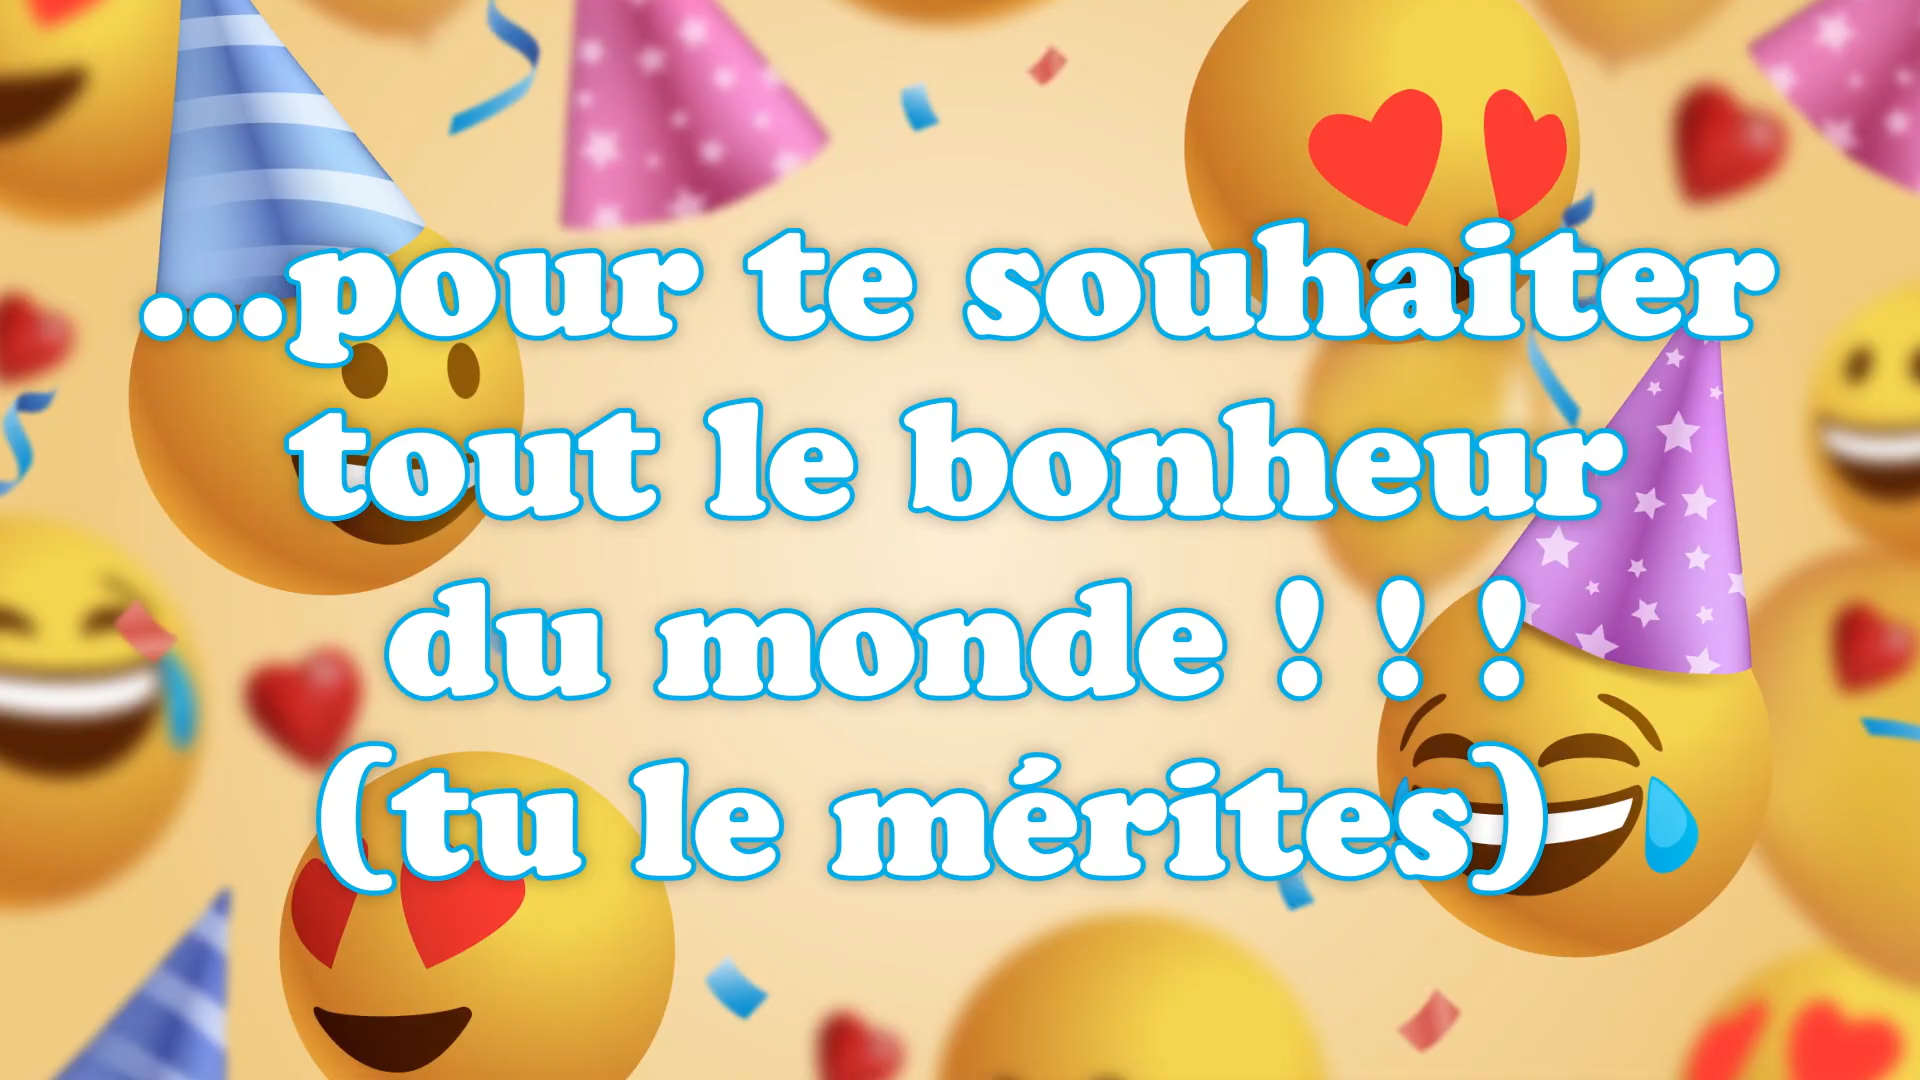 ...pour te souhaiter
tout le bonheur
du monde ! ! !
(tu le mérites)